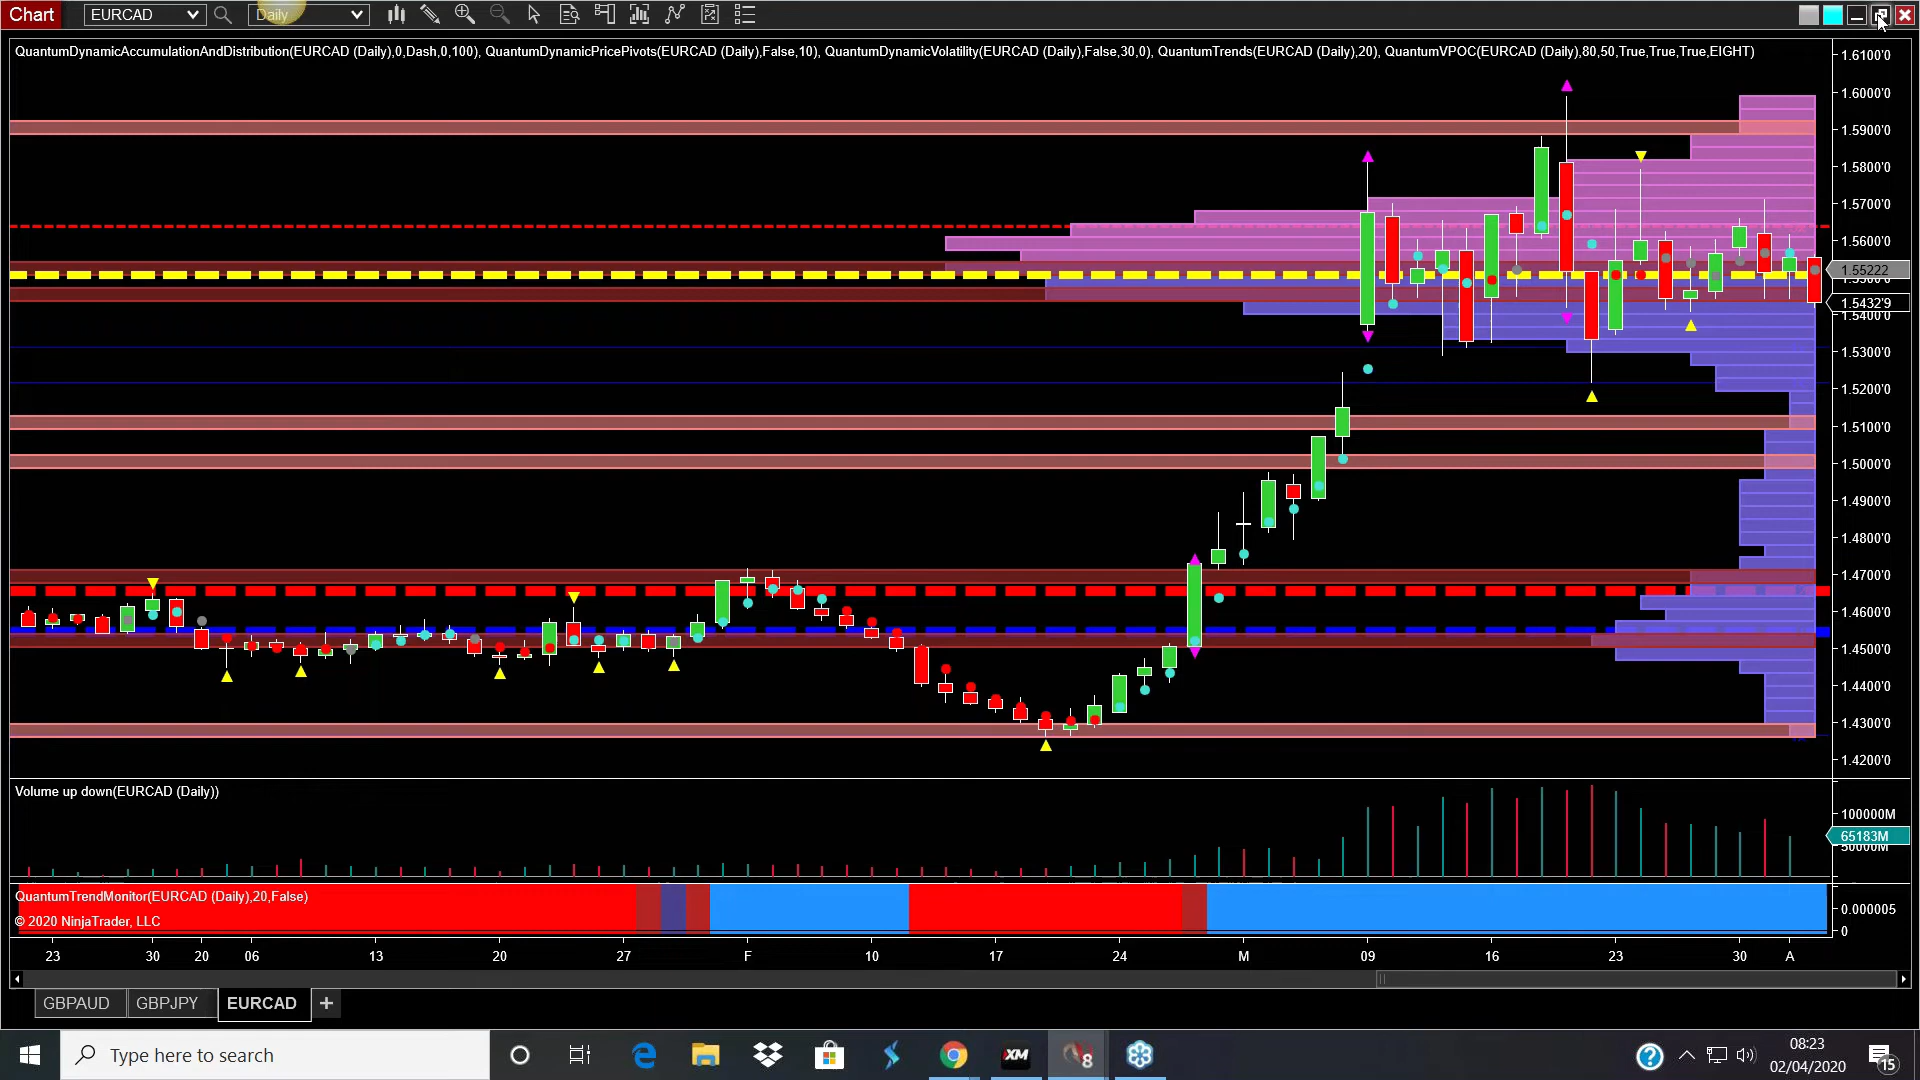 Chart EURCAD Daily
QuantumDynamicAccumulationAndDistribution(EURCAD (Daily),0,Dash,0,100), QuantumDynamicPricePivots(EURCAD (Daily),False,10), QuantumDynamicVolatility(EURCAD (Daily),False,30,0), QuantumTrends(EURCAD (Daily),20), QuantumVPOC(EURCAD (Daily),80,50,True,True,True,EIGHT)
1.6100'0
1.6000'0
1.5900'0
1.5800'0
1.5700'0
1.5600'0
1.55222
1.5432'9
1.5400'0
1.5300'0
1.5200'0
1.5100'0
1.5000'0
1.4900'0
1.4800'0
1.4700'0
1.4600'0
1.4500'0
1.4400'0
1.4300'0
1.4200'0
Volume up down(EURCAD (Daily))
100000M
65183M
50000M
QuantumTrendMonitor(EURCAD (Daily),20,False)
0.000005
© 2020 NinjaTrader, LLC
0
23 30 20 06 13 20 27 F 10 17 24 M 09 16 23 30 A
GBPAUD GBPJPY EURCAD +
Type here to search
XM
8
08:23
02/04/2020
15